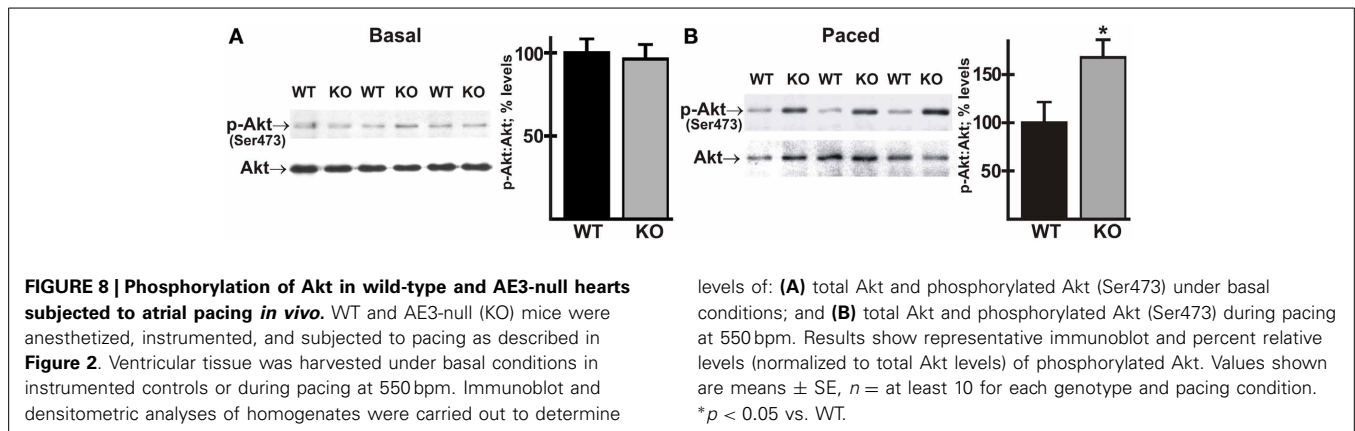 A Basal
WT KO WT KO WT KO
p-Akt→
(Ser473)
Akt→
p-Akt:Akt; % levels
100
50
WT KO
B Paced
WT KO WT KO WT KO
p-Akt→
(Ser473)
Akt→
p-Akt:Akt; % levels
*
150
100
50
WT KO
FIGURE 8 | Phosphorylation of Akt in wild-type and AE3-null hearts
subjected to atrial pacing in vivo. WT and AE3-null (KO) mice were
anesthetized, instrumented, and subjected to pacing as described in
Figure 2. Ventricular tissue was harvested under basal conditions in
instrumented controls or during pacing at 550 bpm. Immunoblot and
densitometric analyses of homogenates were carried out to determine
levels of: (A) total Akt and phosphorylated Akt (Ser473) under basal
conditions; and (B) total Akt and phosphorylated Akt (Ser473) during pacing
at 550 bpm. Results show representative immunoblot and percent relative
levels (normalized to total Akt levels) of phosphorylated Akt. Values shown
are means ± SE, n = at least 10 for each genotype and pacing condition.
*p < 0.05 vs. WT.